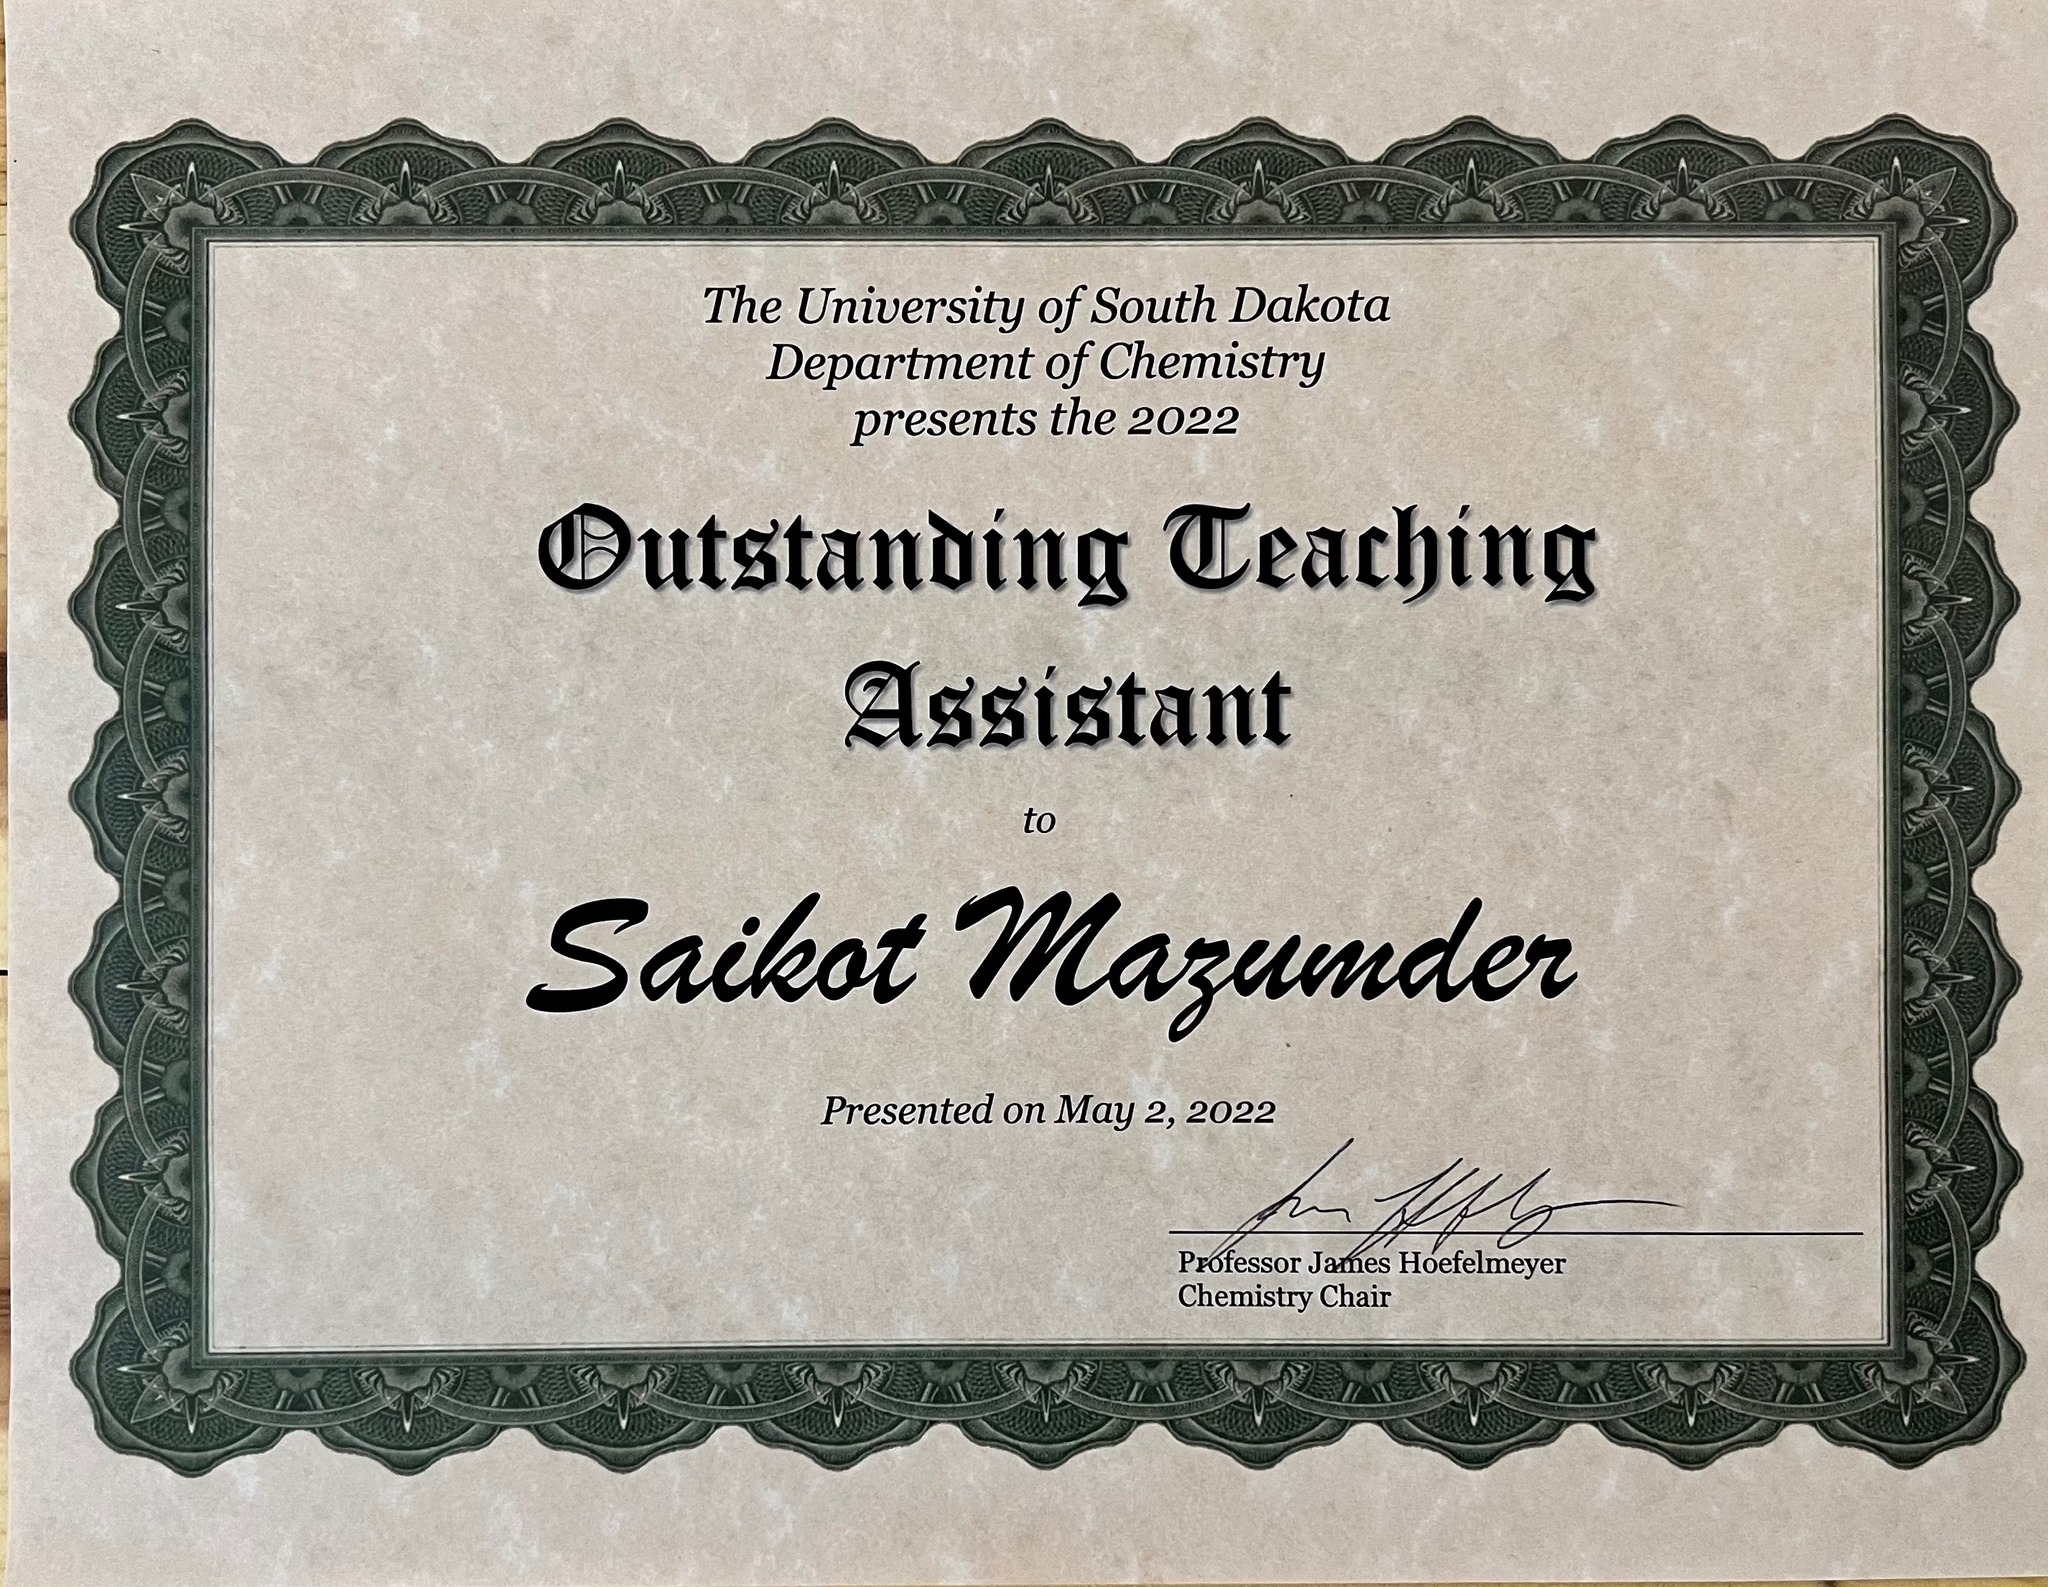 The University of South Dakota
Department of Chemistry
presents the 2022
Outstanding Teaching
Assistant
to
Saikot Mazumder
Presented on May 2, 2022
Professor James Hoefelmeyer
Chemistry Chair